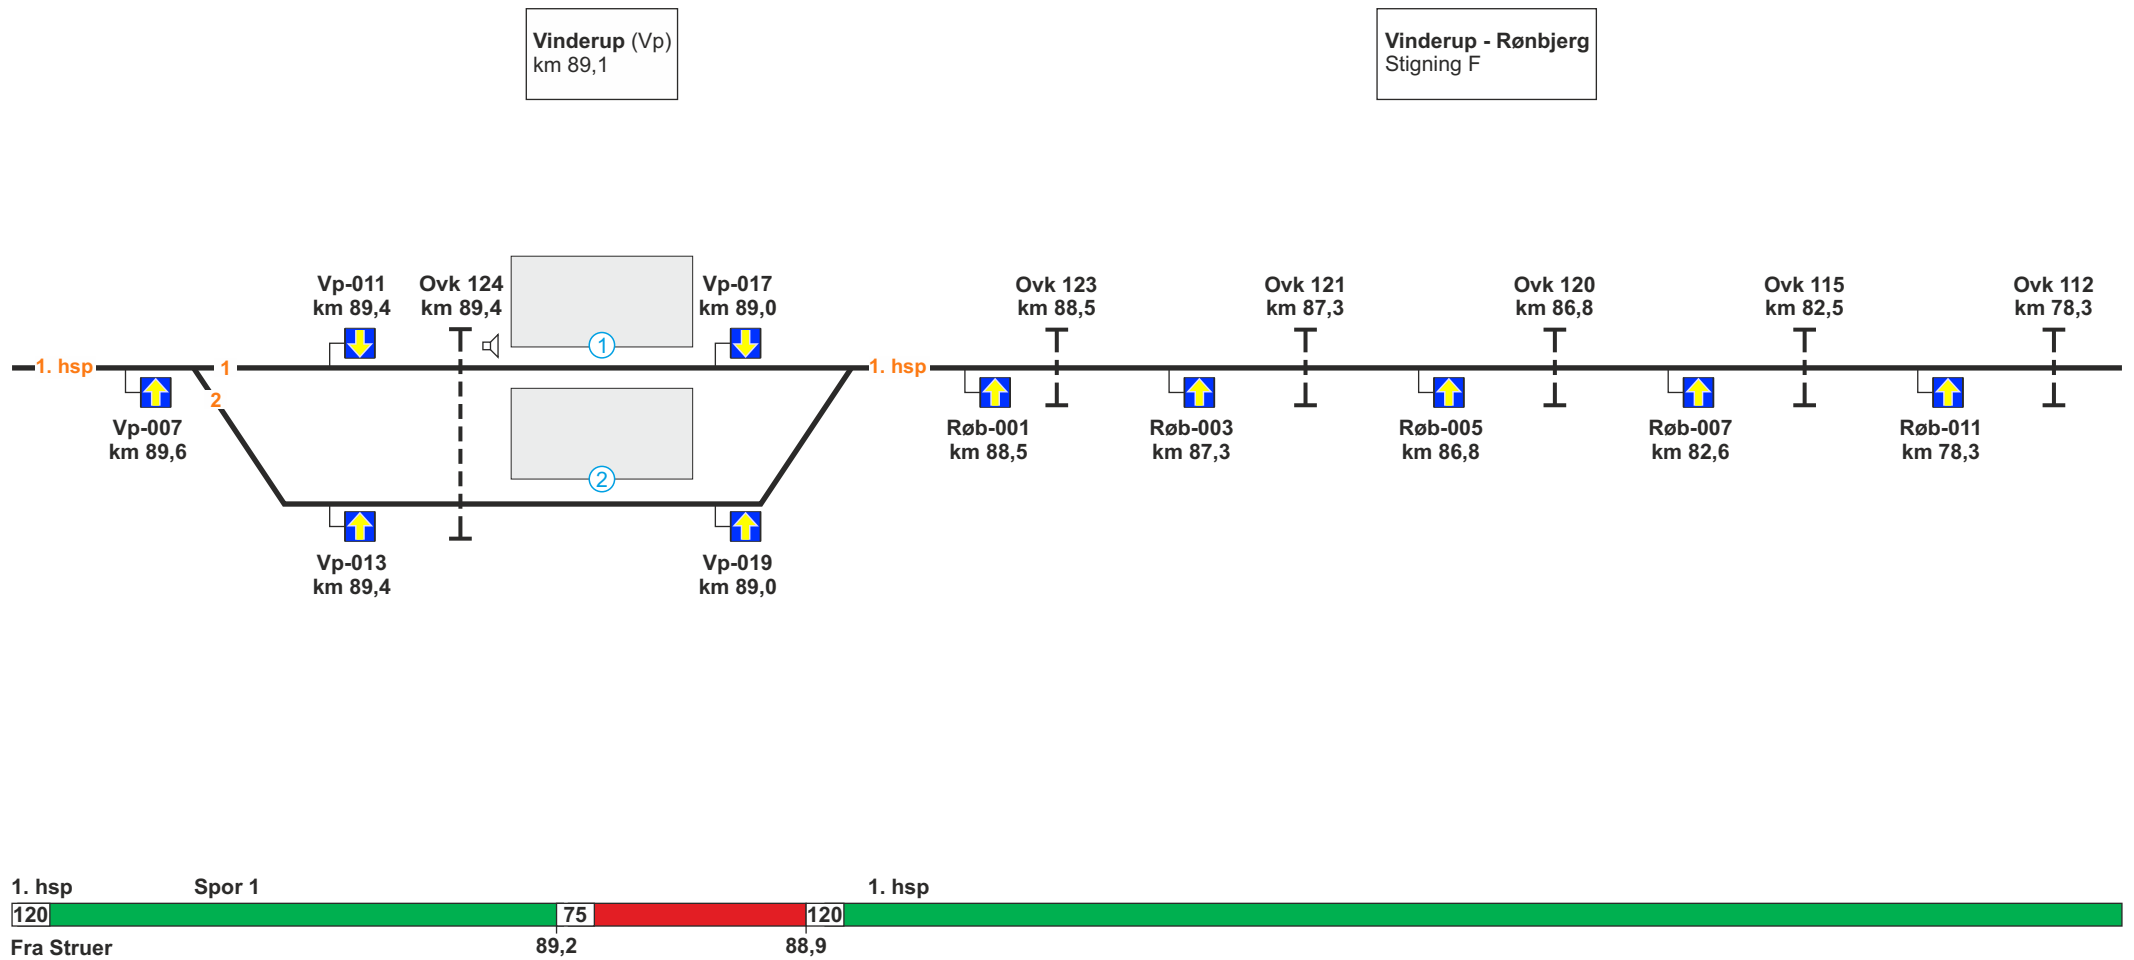 Vinderup (Vp)
km 89,1
Vinderup - Rønbjerg
Stigning F
Vp-011
km 89,4
Ovk 124
km 89,4
Vp-017
km 89,0
Ovk 123
km 88,5
Ovk 121
km 87,3
Ovk 120
km 86,8
Ovk 115
km 82,5
Ovk 112
km 78,3
1
1. hsp
1
1. hsp
2
Vp-007
km 89,6
Røb-001
km 88,5
Røb-003
km 87,3
Røb-005
km 86,8
Røb-007
km 82,6
Røb-011
km 78,3
2
Vp-013
km 89,4
Vp-019
km 89,0
1. hsp
Spor 1
1. hsp
120
75
120
Fra Struer
89,2
88,9